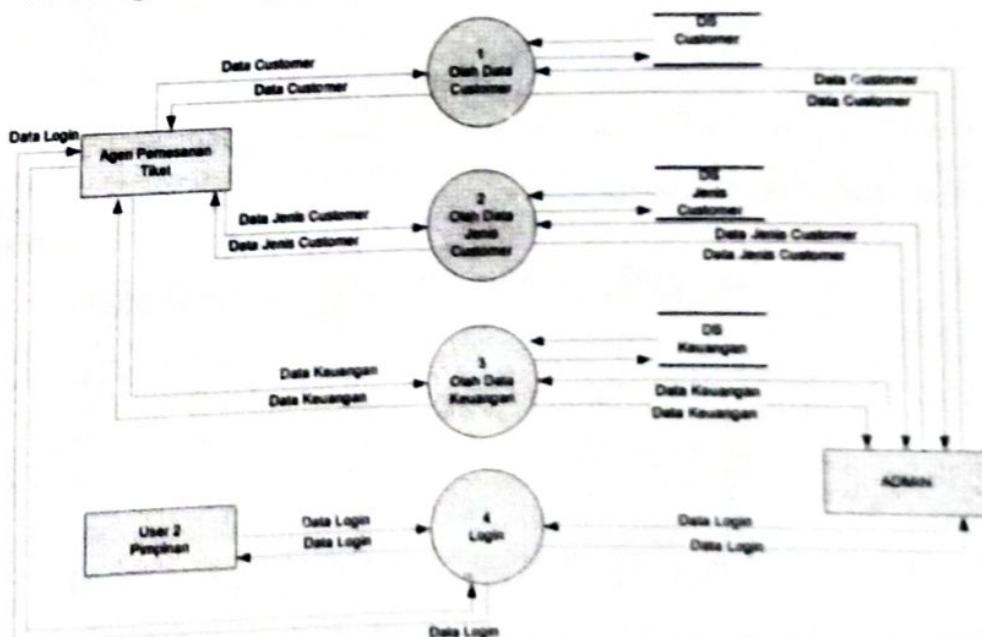 DS
Customer
1
Olah Data
Customer
Data Customer
Data Customer
Data Customer
Data Customer
Data Login
Agen Pemesanan
Tiket
DS
Jenis
Customer
2
Olah Data
Jenis
Customer
Data Jenis Customer
Data Jenis Customer
Data Jenis Customer
Data Jenis Customer
DS
Keuangan
3
Olah Data
Keuangan
Data Keuangan
Data Keuangan
Data Keuangan
Data Keuangan
ADMIN
4
Login
User 2
Pimpinan
Data Login
Data Login
Data Login
Data Login
Data Login